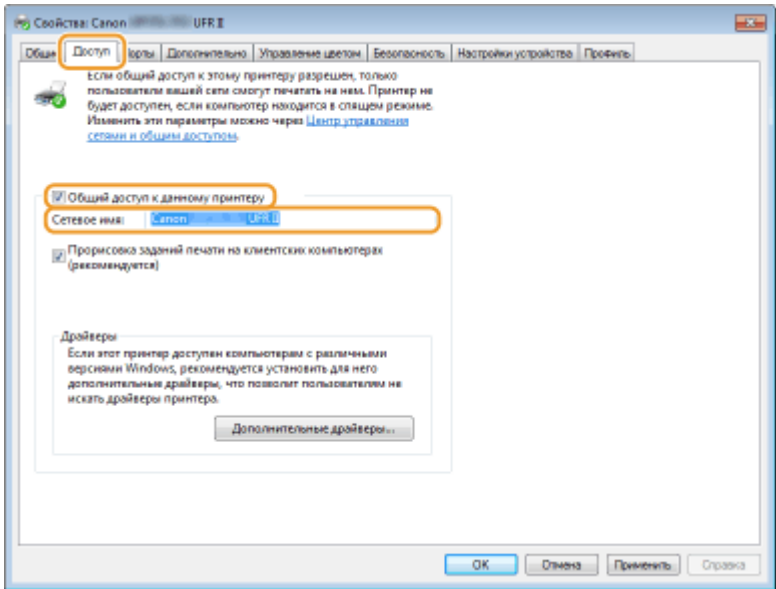 Свойства: Canon UFR II
Общие Доступ Порты Дополнительно Управление цветом Безопасность Настройки устройства Профиль
Если общий доступ к этому принтеру разрешен, только
пользователи вашей сети смогут печатать на нем. Принтер не
будет доступен, если компьютер находится в спящем режиме.
Изменить эти параметры можно через Центр управления
сетями и общим доступом.
Общий доступ к данному принтеру
Сетевое имя: Canon UFR II
Прорисовка заданий печати на клиентских компьютерах
(рекомендуется)
Драйверы
Если этот принтер доступен компьютерам с различными
версиями Windows, рекомендуется установить для него
дополнительные драйверы, что позволит пользователям не
искать драйверы принтера.
Дополнительные драйверы...
OK Отмена Применить Справка